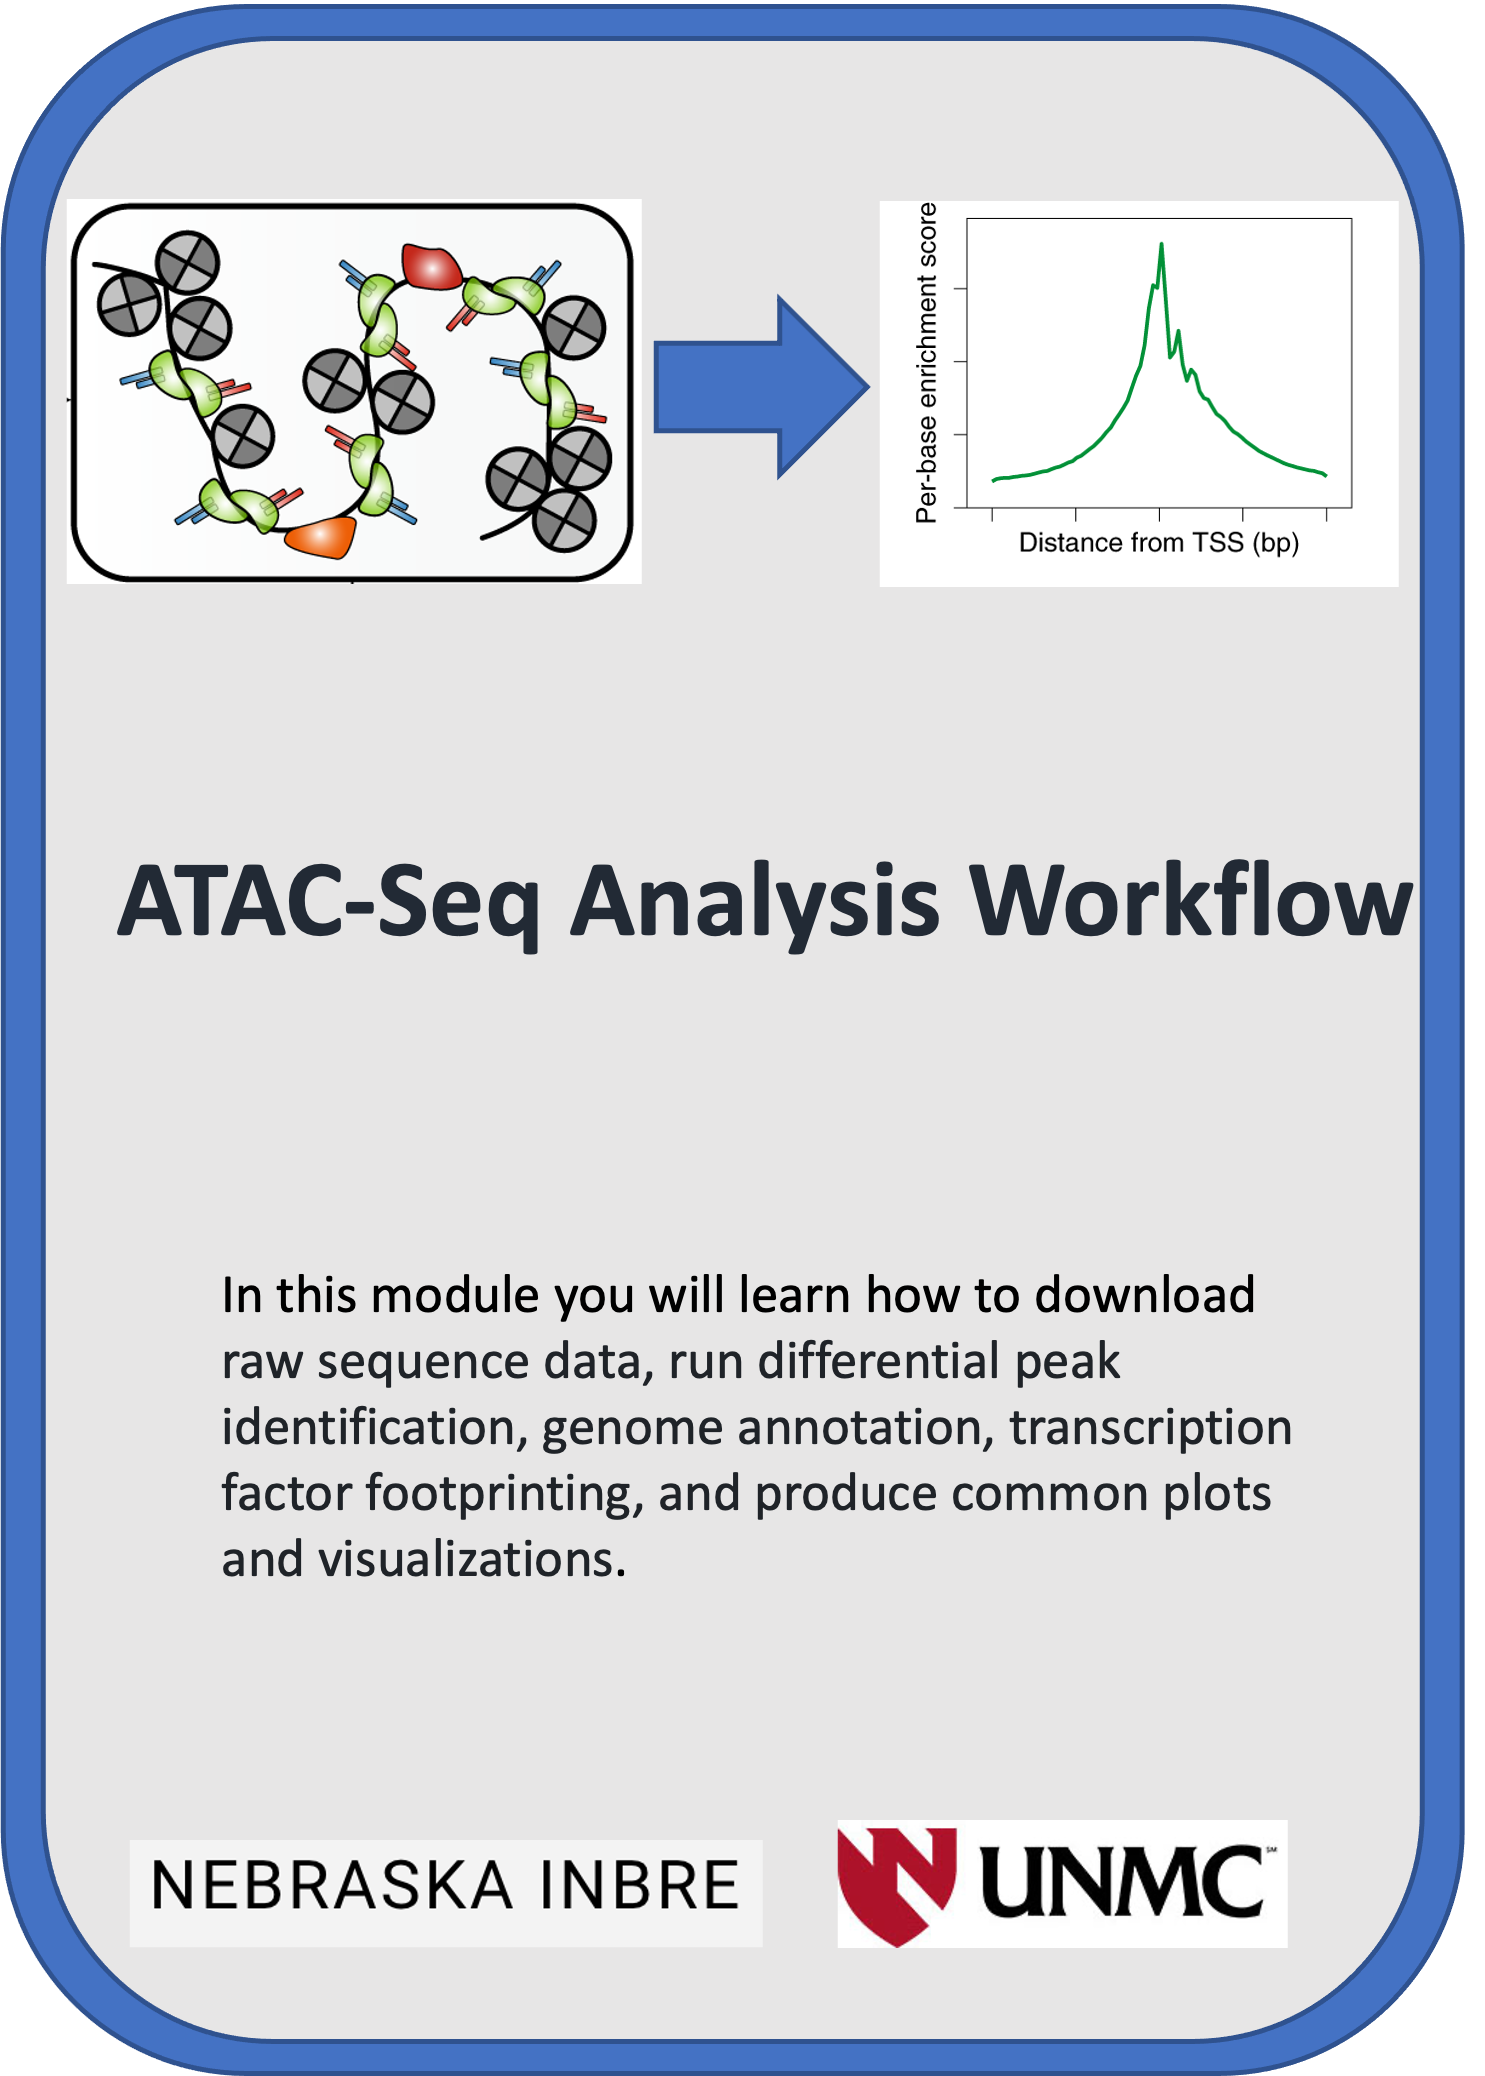 Per-base enrichment score
Distance from TSS (bp)
ATAC-Seq Analysis Workflow
In this module you will learn how to download
raw sequence data, run differential peak
identification, genome annotation, transcription
factor footprinting, and produce common plots
and visualizations.
NEBRASKA INBRE
UNMC℠